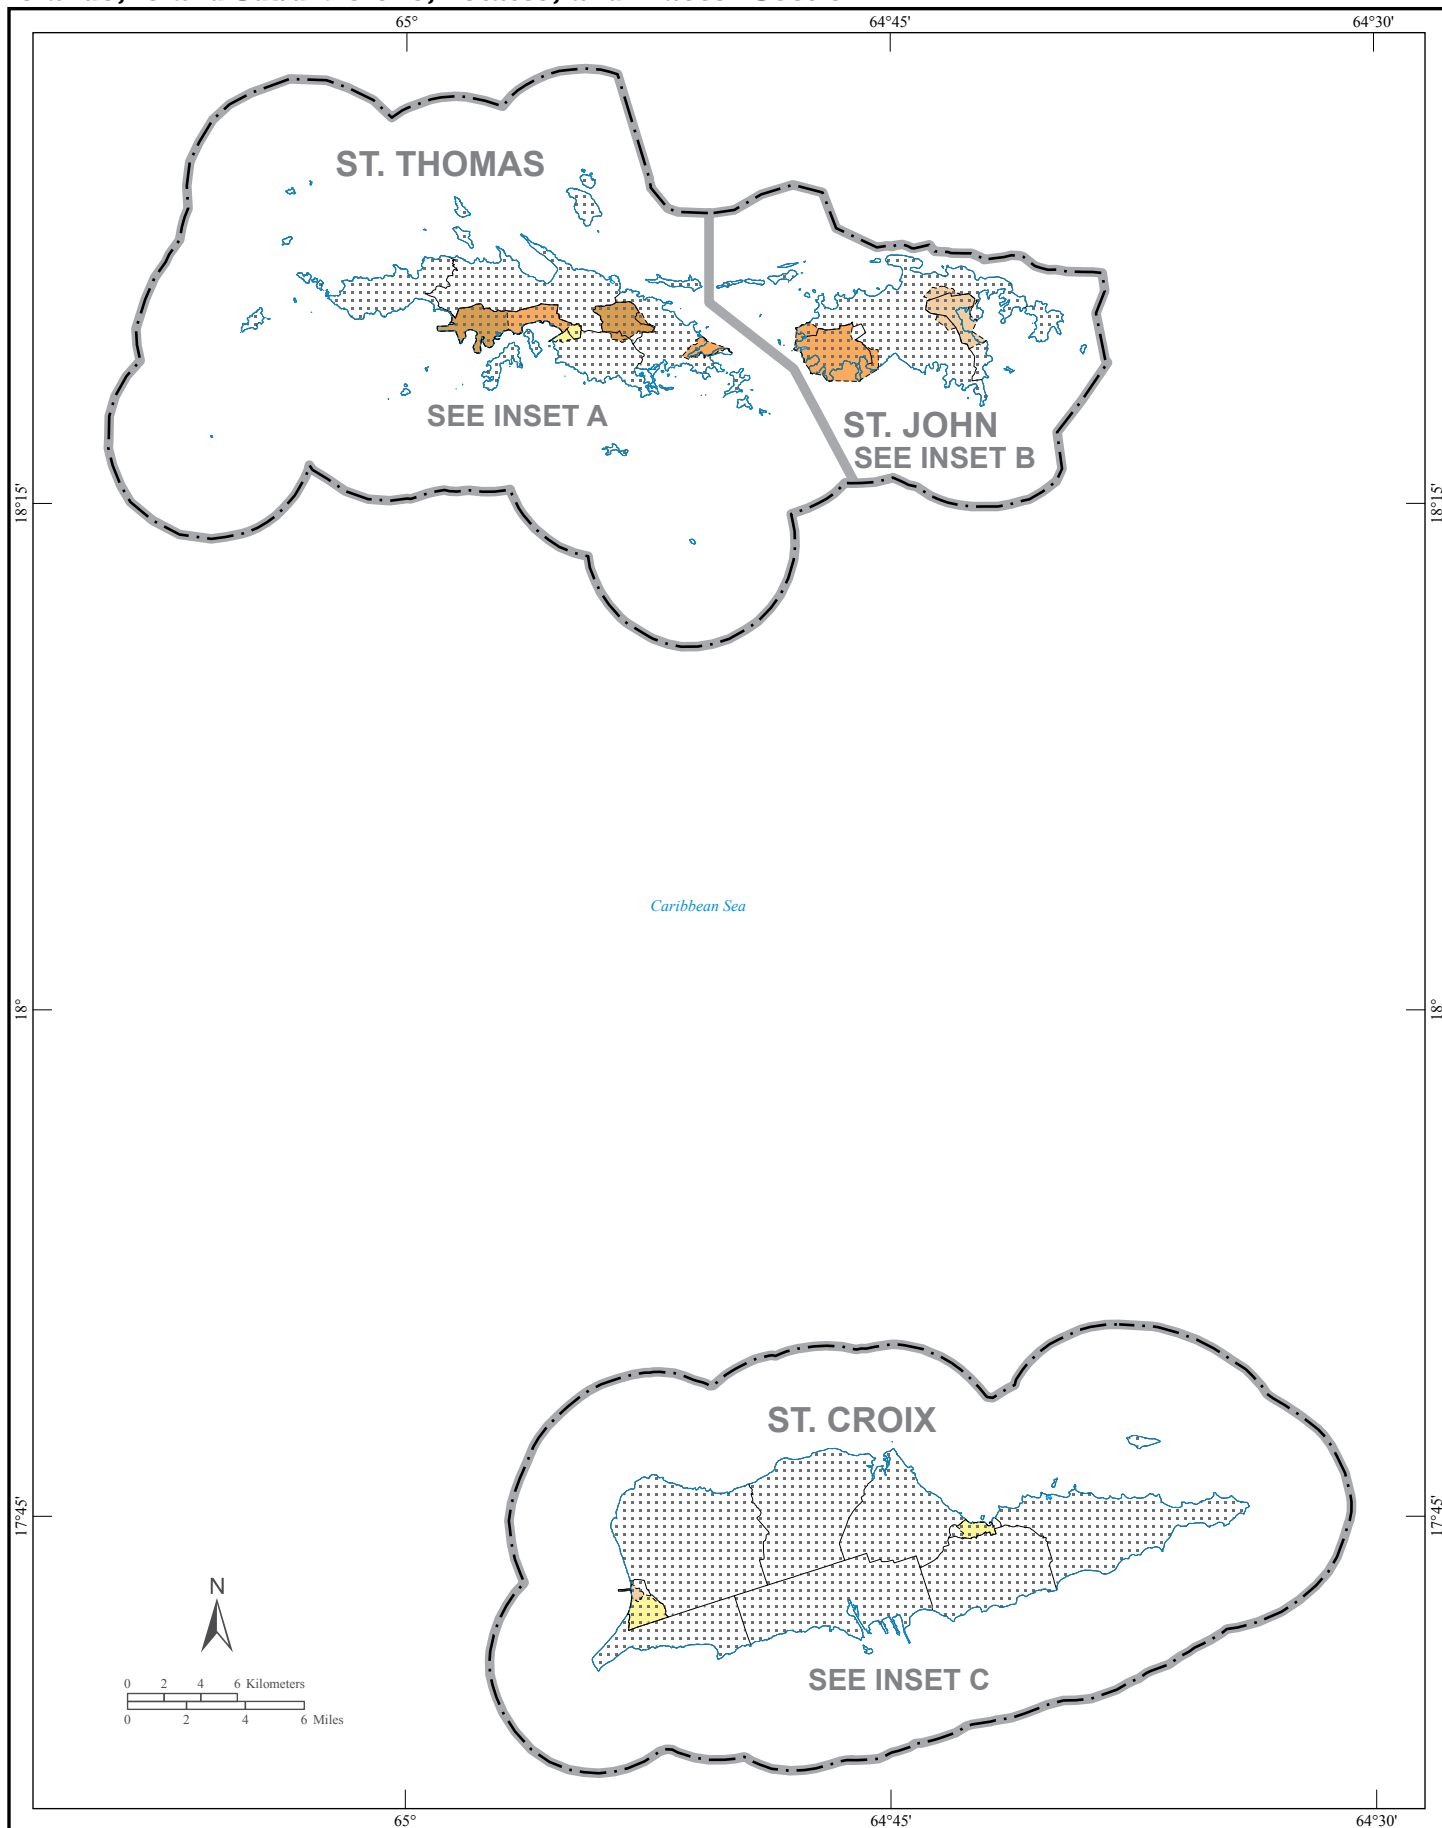 65°
64°45'
64°30'
ST. THOMAS
SEE INSET A
ST. JOHN
SEE INSET B
18°15'
18°15'
Caribbean Sea
18°
18°
ST. CROIX
17°45'
17°45'
N
SEE INSET C
0 2 4 6 Kilometers
0 2 4 6 Miles
65°
64°45'
64°30'